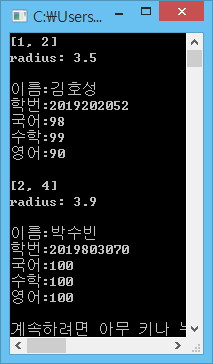 C:₩Users...
[1, 2]
radius: 3.5
이름:김호성
학번:2019202052
국어:98
수학:99
영어:90
[2, 4]
radius: 3.9
이름:박수빈
학번:2019803070
국어:100
수학:100
영어:100
계속하려면 아무 키나